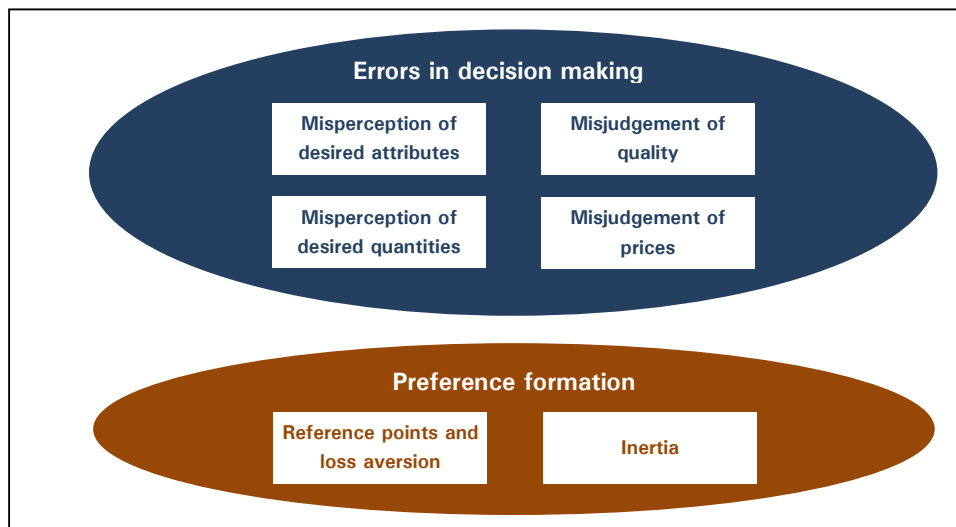 Errors in decision making
Misperception of
desired attributes
Misjudgement of
quality
Misperception of
desired quantities
Misjudgement of
prices
Preference formation
Reference points and
loss aversion
Inertia